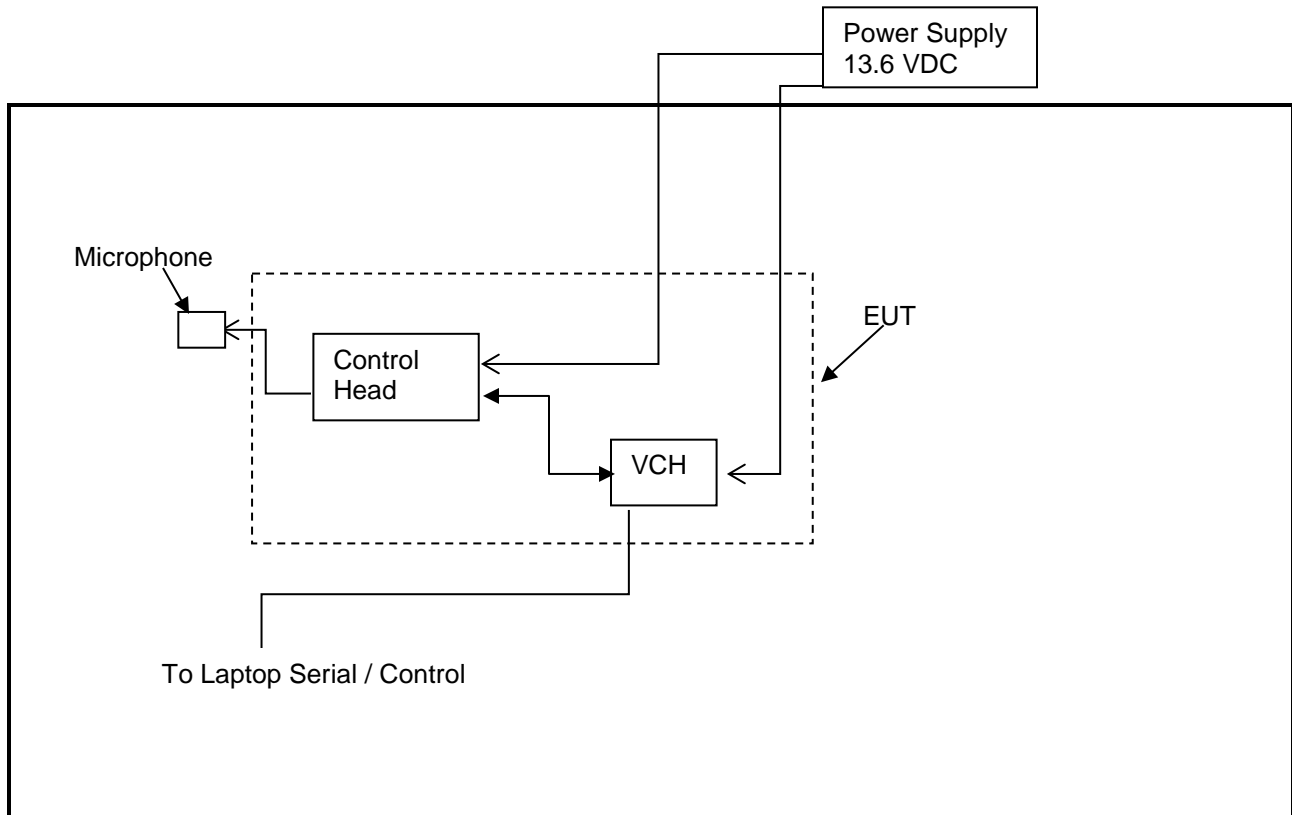 Power Supply
13.6 VDC
Microphone
EUT
Control
Head
VCH
To Laptop Serial / Control